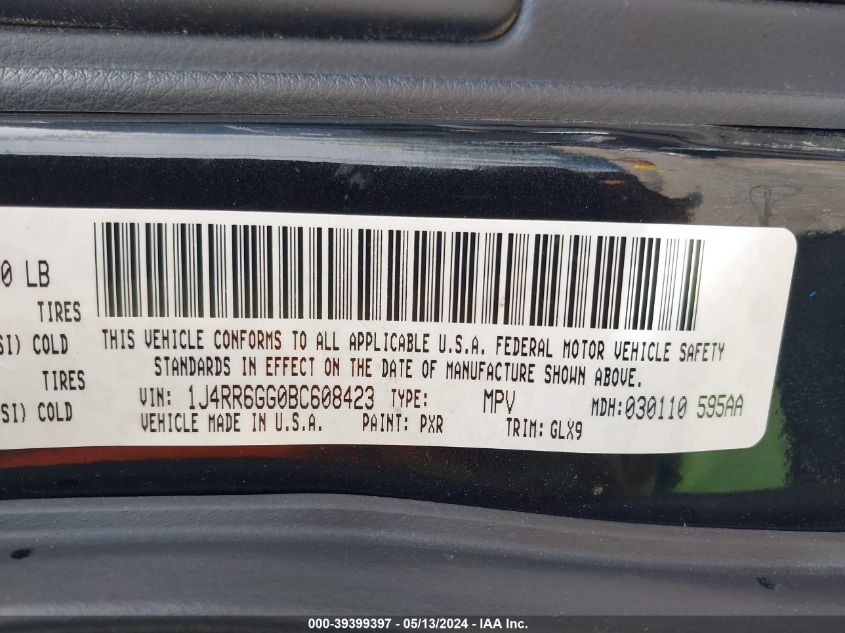 0 LB
TIRES
SI) COLD
TIRES
SI) COLD
THIS VEHICLE CONFORMS TO ALL APPLICABLE U.S.A. FEDERAL MOTOR VEHICLE SAFETY
STANDARDS IN EFFECT ON THE DATE OF MANUFACTURE SHOWN ABOVE.
VIN: 1J4RR6GG0BC608423 TYPE: MPV MDH:030110 595AA
VEHICLE MADE IN U.S.A. PAINT: PXR TRIM: GLX9
000-39399397 - 05/13/2024 - IAA Inc.